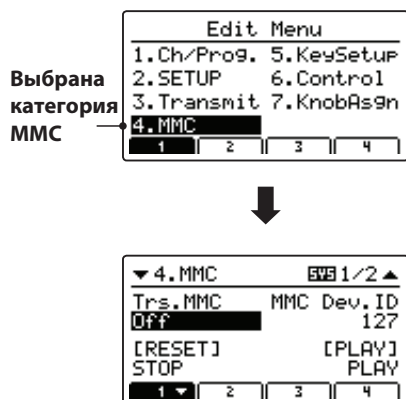 Edit Menu
1.Ch/Prog. 5.KeySetup
2.SETUP 6.Control
3.Transmit 7.KnobAsgn
4.MMC
1 2 3 4
Выбрана
категория
MMC
▼4.MMC SYS 1/2▲
Trs.MMC MMC Dev.ID
Off 127
[RESET] [PLAY]
STOP PLAY
1▼ 2 3 4